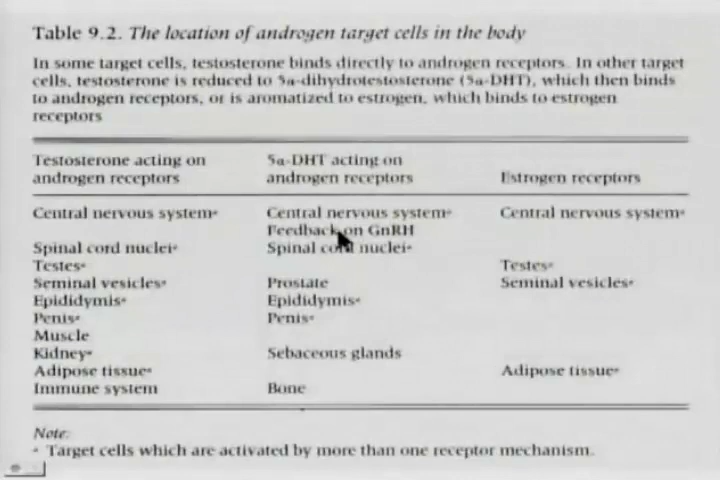 Table 9.2. The location of androgen target cells in the body
In some target cells, testosterone binds directly to androgen receptors. In other target
cells, testosterone is reduced to 5α-dihydrotestosterone (5α-DHT), which then binds
to androgen receptors, or is aromatized to estrogen, which binds to estrogen
receptors
Testosterone acting on 5α-DHT acting on
androgen receptors androgen receptors Estrogen receptors
Central nervous system* Central nervous system* Central nervous system*
Feedback on GnRH
Spinal cord nuclei* Spinal cord nuclei*
Testes* Testes*
Seminal vesicles* Prostate Seminal vesicles*
Epididymis* Epididymis*
Penis* Penis*
Muscle
Kidney* Sebaceous glands
Adipose tissue* Adipose tissue*
Immune system Bone
Note:
* Target cells which are activated by more than one receptor mechanism.